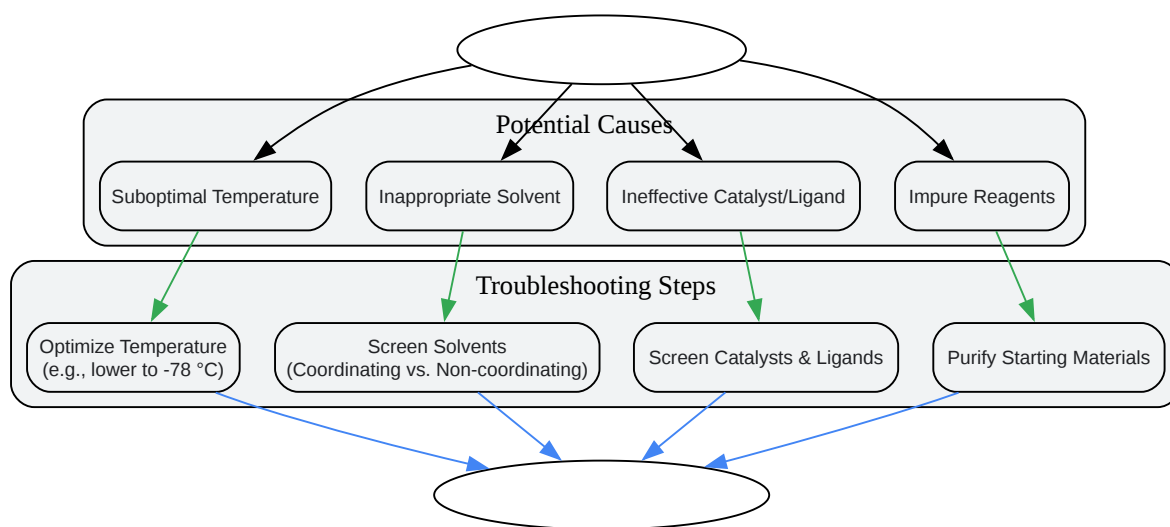 Potential Causes
Suboptimal Temperature
Inappropriate Solvent
Ineffective Catalyst/Ligand
Impure Reagents
Troubleshooting Steps
Optimize Temperature
(e.g., lower to -78 °C)
Screen Solvents
(Coordinating vs. Non-coordinating)
Screen Catalysts & Ligands
Purify Starting Materials